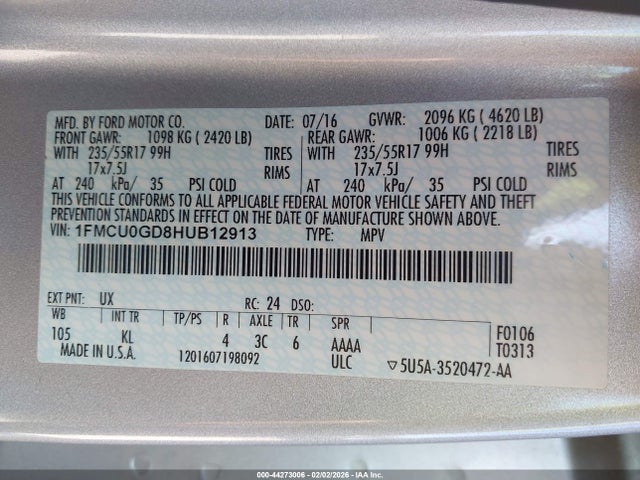 MFD. BY FORD MOTOR CO. DATE: 07/16 GVWR: 2096 KG ( 4620 LB)
FRONT GAWR: 1098 KG ( 2420 LB) REAR GAWR: 1006 KG ( 2218 LB)
WITH 235/55R17 99H TIRES WITH 235/55R17 99H TIRES
17x7.5J RIMS 17x7.5J RIMS
AT 240 kPa/ 35 PSI COLD AT 240 kPa/ 35 PSI COLD
THIS VEHICLE CONFORMS TO ALL APPLICABLE FEDERAL MOTOR VEHICLE SAFETY AND THEFT
PREVENTION STANDARDS IN EFFECT ON THE DATE OF MANUFACTURE SHOWN ABOVE.
VIN: 1FMCU0GD8HUB12913 TYPE: MPV
EXT PNT: UX RC: 24 DSO:
WB INT TR TP/PS R AXLE TR SPR
105 KL 4 3C 6 AAAA F0106
MADE IN U.S.A. 1201607198092 ULC T0313
5U5A-3520472-AA
000-44273006 - 02/02/2026 - IAAI.COM